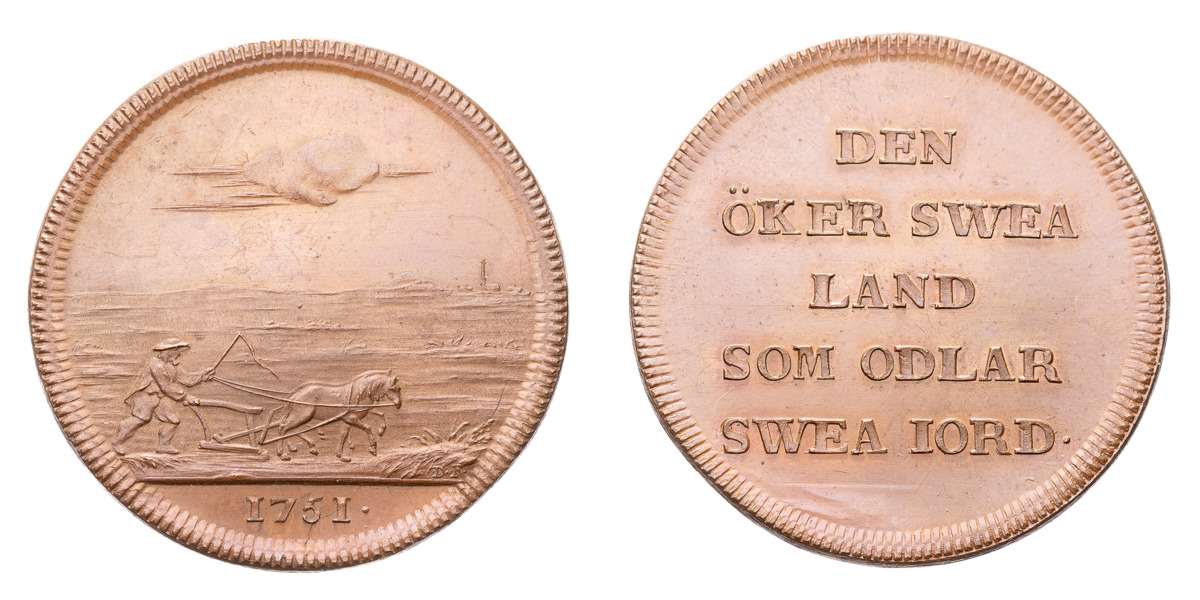 D. F.
1751·
DEN
ÖKER SWEA
LAND
SOM ODLAR
SWEA IORD·